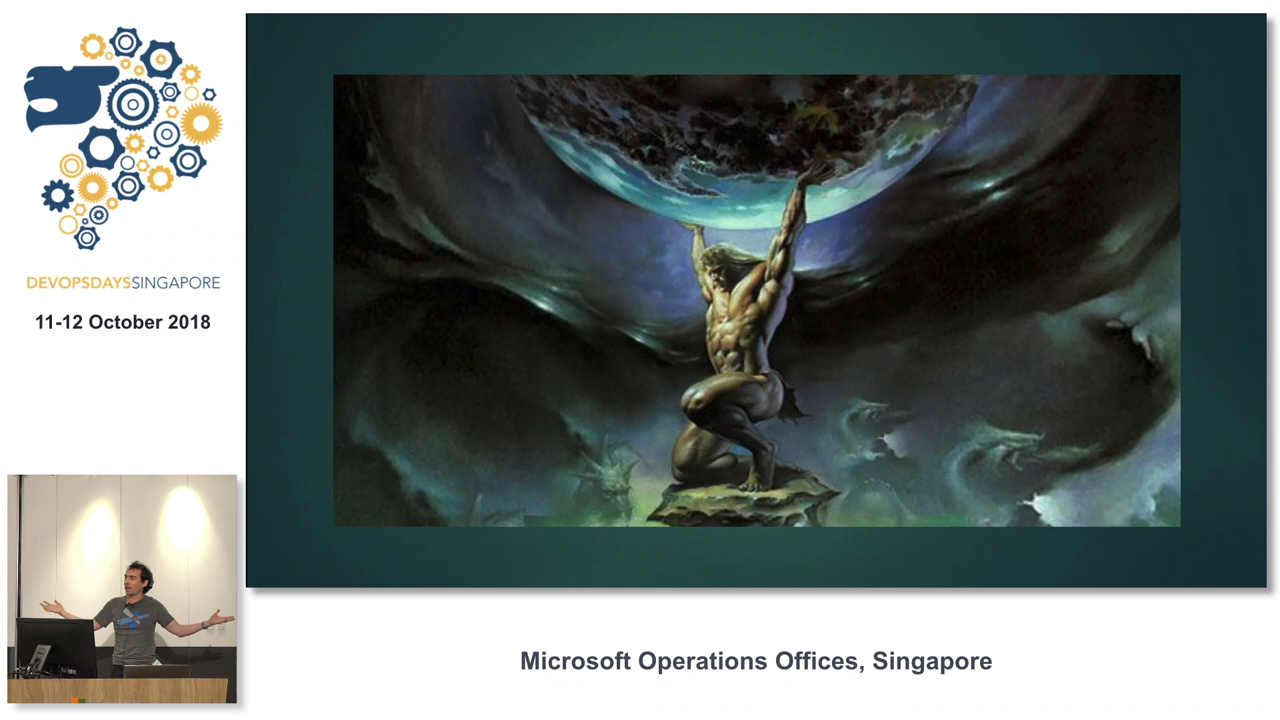 DEVOPSDAYSSINGAPORE
11-12 October 2018
Microsoft Operations Offices, Singapore